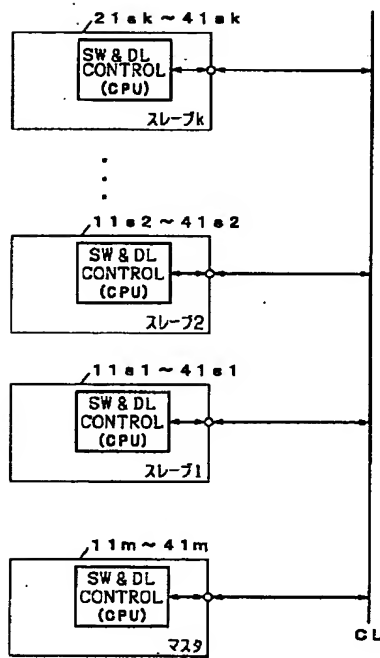 21sk～41sk
SW & DL
CONTROL
(CPU)
スレーブk
11s2～41s2
SW & DL
CONTROL
(CPU)
スレーブ2
11s1～41s1
SW & DL
CONTROL
(CPU)
スレーブ1
11m～41m
SW & DL
CONTROL
(CPU)
マスタ
CL